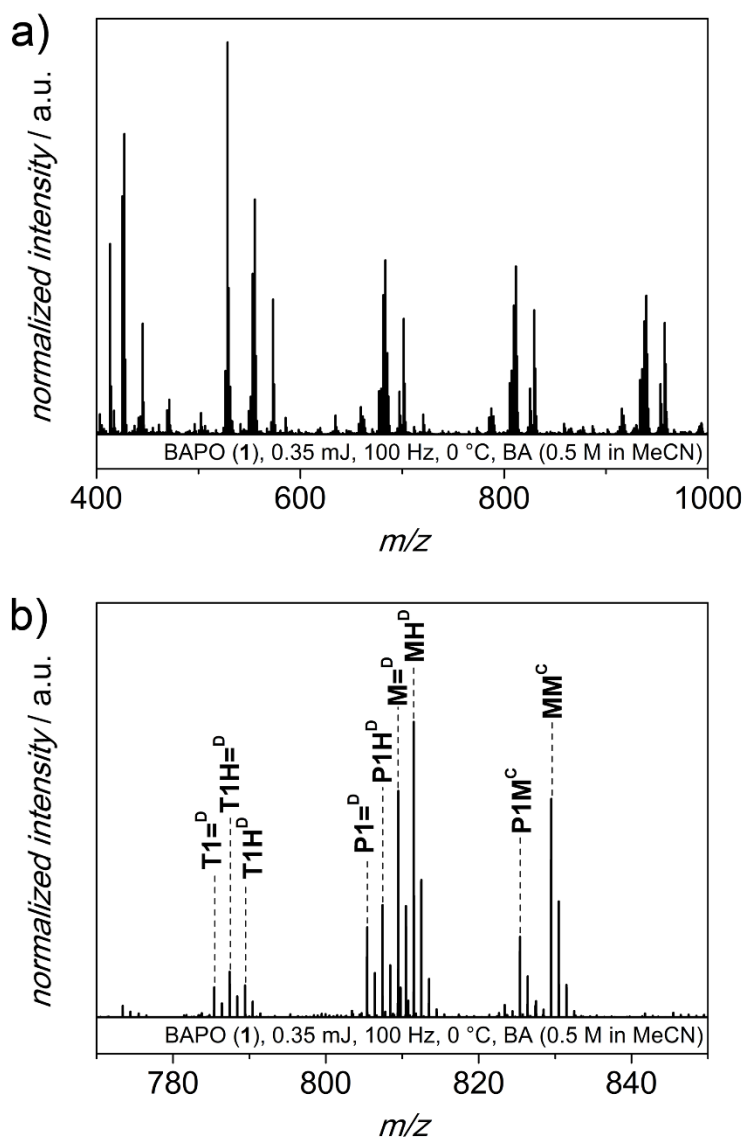 a)
normalized intensity / a.u.
BAPO (1), 0.35 mJ, 100 Hz, 0 °C, BA (0.5 M in MeCN)
400 600 800 1000
m/z
b)
normalized intensity / a.u.
T1=ᴰ
T1H=ᴰ
T1Hᴰ
P1=ᴰ
P1Hᴰ
M=ᴰ
MHᴰ
P1Mᶜ
MMᶜ
BAPO (1), 0.35 mJ, 100 Hz, 0 °C, BA (0.5 M in MeCN)
780 800 820 840
m/z